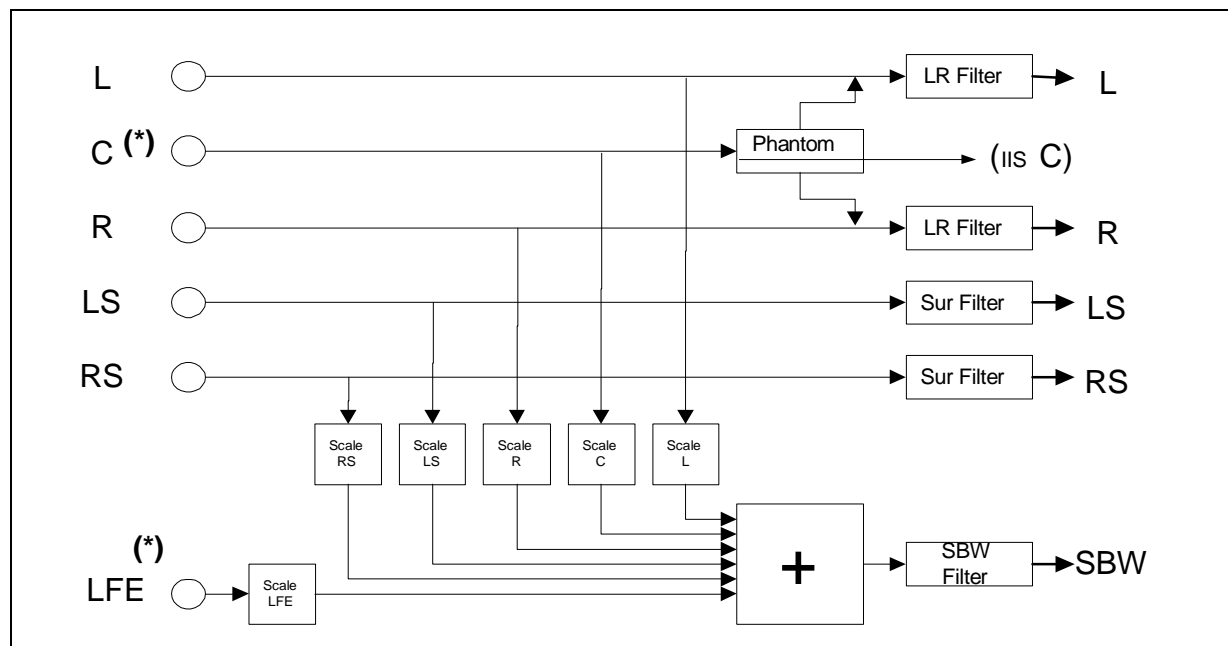 L
LR Filter
L
C (*)
Phantom
(IIS C)
R
LR Filter
R
LS
Sur Filter
LS
RS
Sur Filter
RS
Scale
RS
Scale
LS
Scale
R
Scale
C
Scale
L
(*)
LFE
Scale
LFE
+
SBW
Filter
SBW